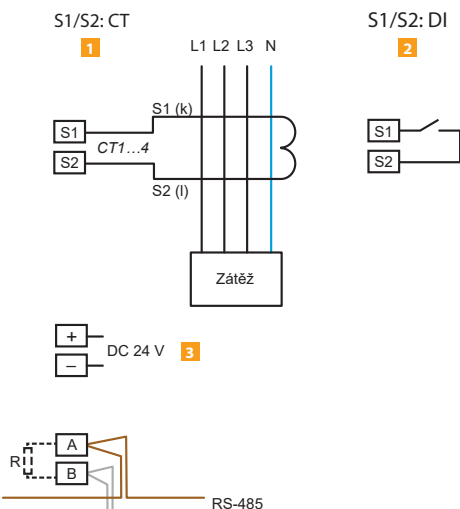 S1/S2: CT
1
S1/S2: DI
2
L1 L2 L3 N
S1 (k)
S1
CT1…4
S2
S2 (l)
S1
S2
Zátěž
+
DC 24 V
3
–
A
R
B
RS-485